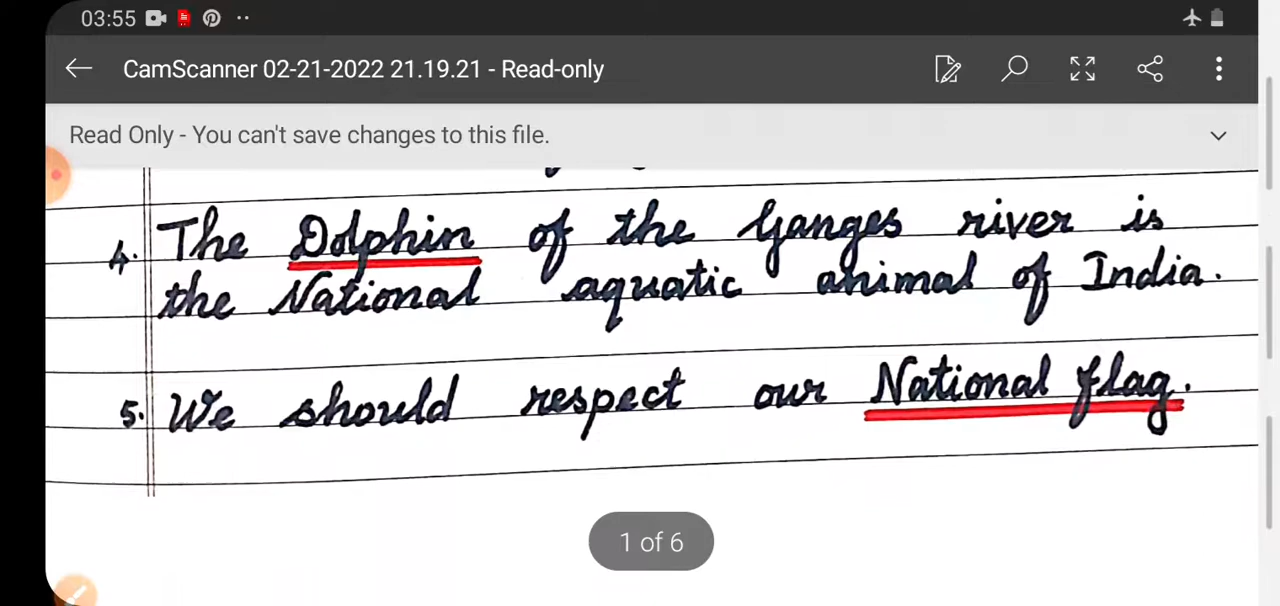 03:55
CamScanner 02-21-2022 21.19.21 - Read-only
Read Only - You can't save changes to this file.
4. The Dolphin of the Ganges river is
the National aquatic animal of India.
5. We should respect our National flag.
1 of 6